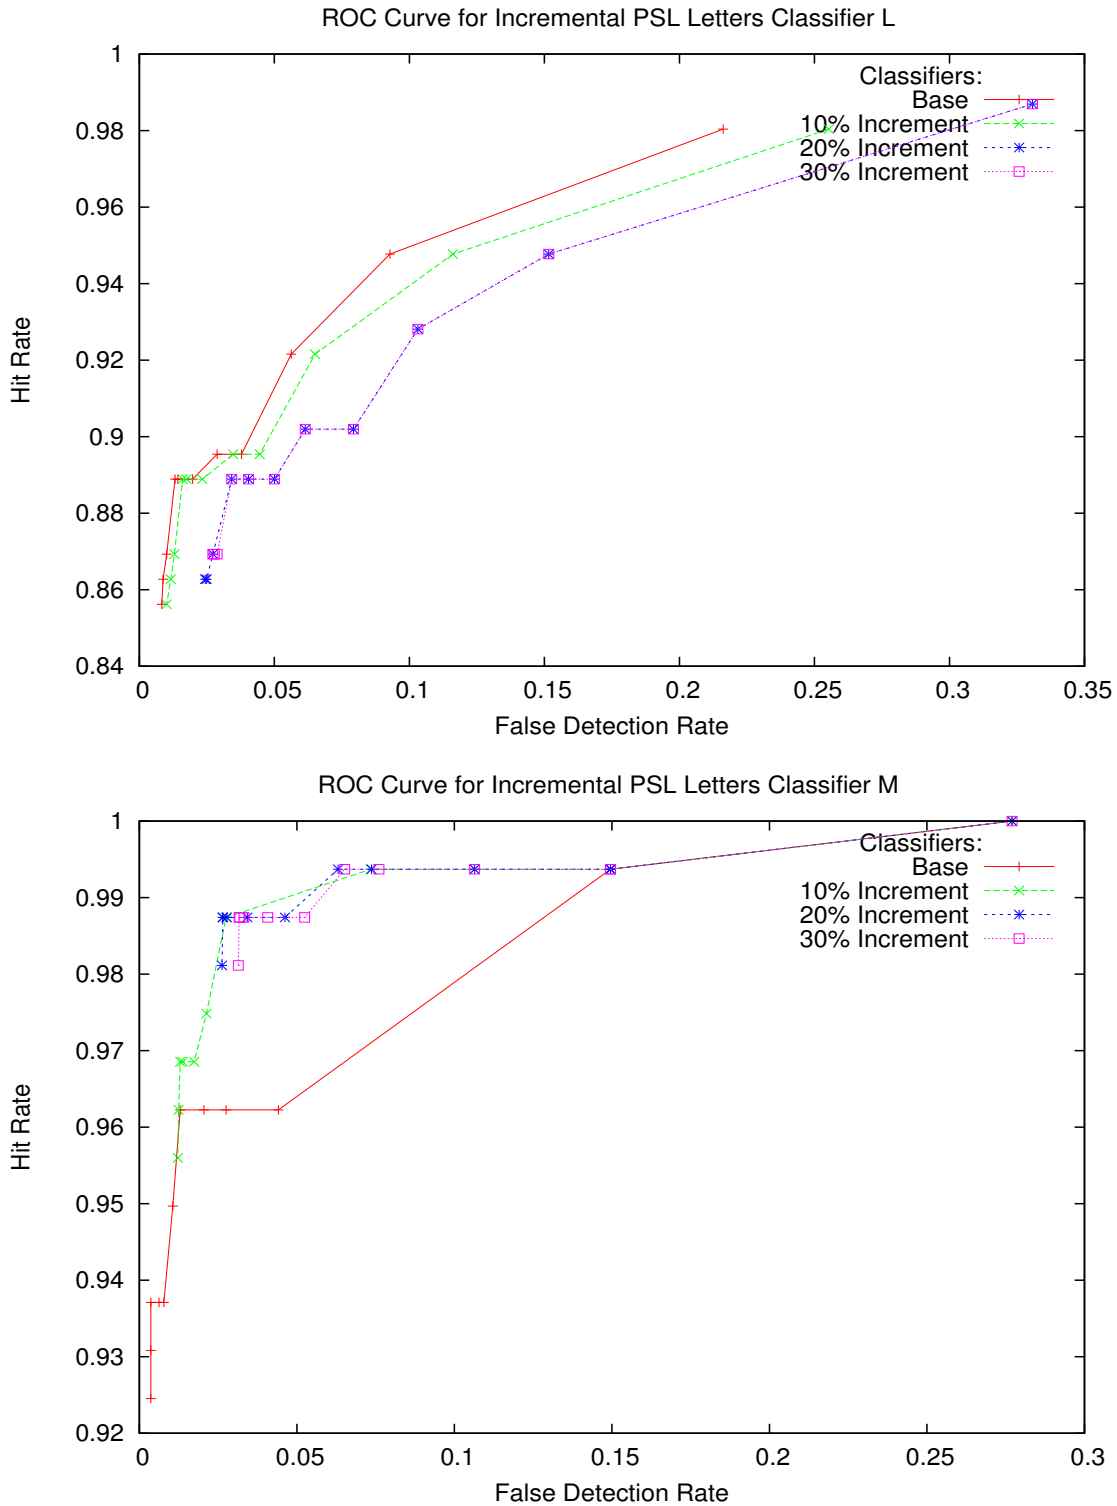 ROC Curve for Incremental PSL Letters Classifier L
1
0.98
0.96
0.94
0.92
0.9
0.88
0.86
0.84
Hit Rate
Classifiers:
Base
10% Increment
20% Increment
30% Increment
0 0.05 0.1 0.15 0.2 0.25 0.3 0.35
False Detection Rate
ROC Curve for Incremental PSL Letters Classifier M
1
0.99
0.98
0.97
0.96
0.95
0.94
0.93
0.92
Hit Rate
Classifiers:
Base
10% Increment
20% Increment
30% Increment
0 0.05 0.1 0.15 0.2 0.25 0.3
False Detection Rate